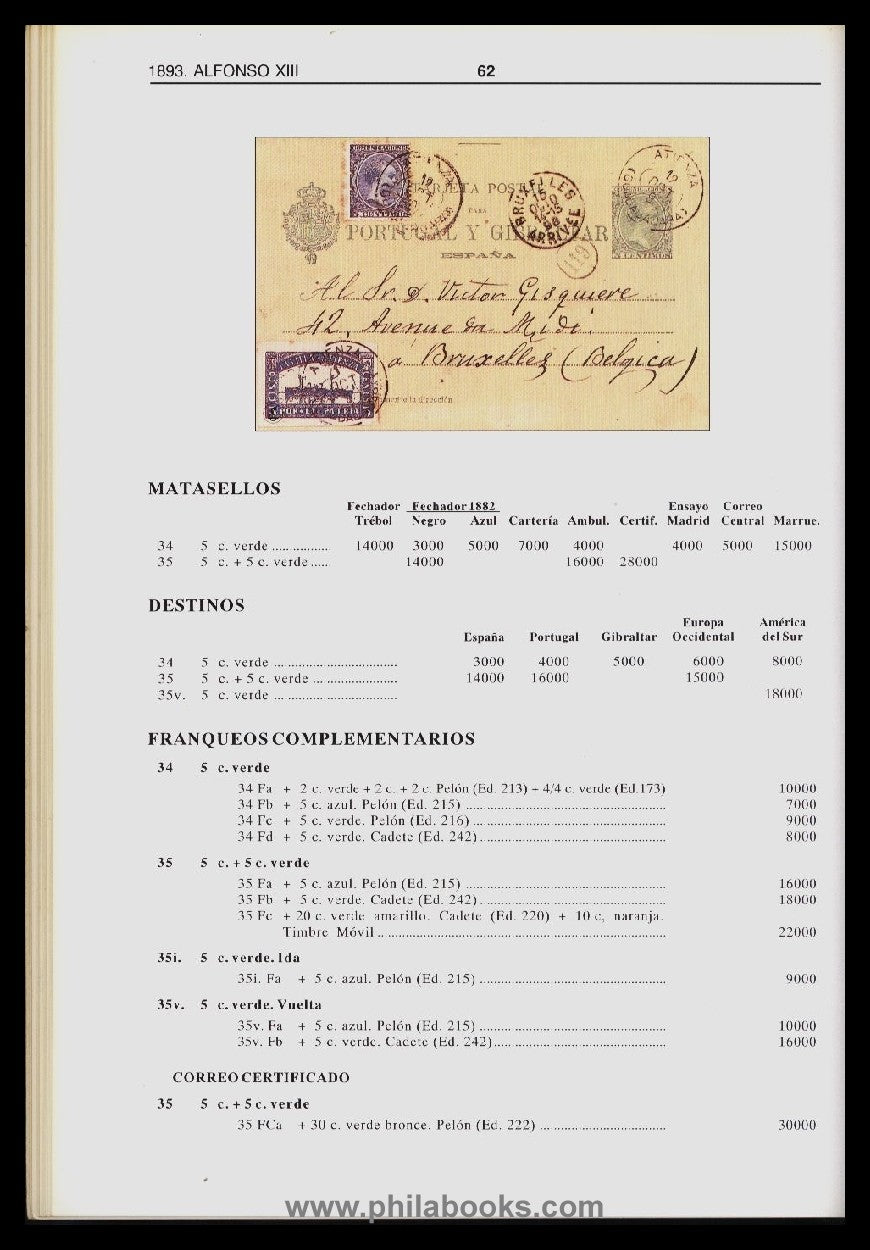 1893. ALFONSO XIII 62
TARJETA POSTAL
PARA
PORTUGAL Y GIBRALTAR
ESPAÑA
5 CENTIMOS
ATIENZA
BRUXELLES
ARRIVEE
Al Sr. D. Victor Gisquiere
42, Avenue du Midi
a Bruxelles (Belgica)
MATASELLOS
Fechador Fechador 1882 Ensayo Correo
Trébol Negro Azul Cartería Ambul. Certif. Madrid Central Marruc.
34 5 c. verde ................ 14000 3000 5000 7000 4000 4000 5000 15000
35 5 c. + 5 c. verde ..... 14000 16000 28000
DESTINOS
Europa América
España Portugal Gibraltar Occidental del Sur
34 5 c. verde ................................... 3000 4000 5000 6000 8000
35 5 c. + 5 c. verde ........................ 14000 16000 15000
35v. 5 c. verde ................................... 18000
FRANQUEOS COMPLEMENTARIOS
34 5 c. verde
34 Fa + 2 c. verde + 2 c. + 2 c. Pelón (Ed. 213) + 4/4 c. verde (Ed.173) 10000
34 Fb + 5 c. azul. Pelón (Ed. 215) ........................................................ 7000
34 Fc + 5 c. verde. Pelón (Ed. 216) ...................................................... 9000
34 Fd + 5 c. verde. Cadete (Ed. 242) .................................................... 8000
35 5 c. + 5 c. verde
35 Fa + 5 c. azul. Pelón (Ed. 215) ........................................................ 16000
35 Fb + 5 c. verde. Cadete (Ed. 242) .................................................... 18000
35 Fc + 20 c. verde amarillo. Cadete (Ed. 220) + 10 c, naranja.
Timbre Móvil ................................................................................. 22000
35i. 5 c. verde. Ida
35i. Fa + 5 c. azul. Pelón (Ed. 215) ..................................................... 9000
35v. 5 c. verde. Vuelta
35v. Fa + 5 c. azul. Pelón (Ed. 215) ..................................................... 10000
35v. Fb + 5 c. verde. Cadete (Ed. 242) ................................................. 16000
CORREO CERTIFICADO
35 5 c. + 5 c. verde
35 FCa + 30 c. verde bronce. Pelón (Ed. 222) ................................... 30000
www.philabooks.com